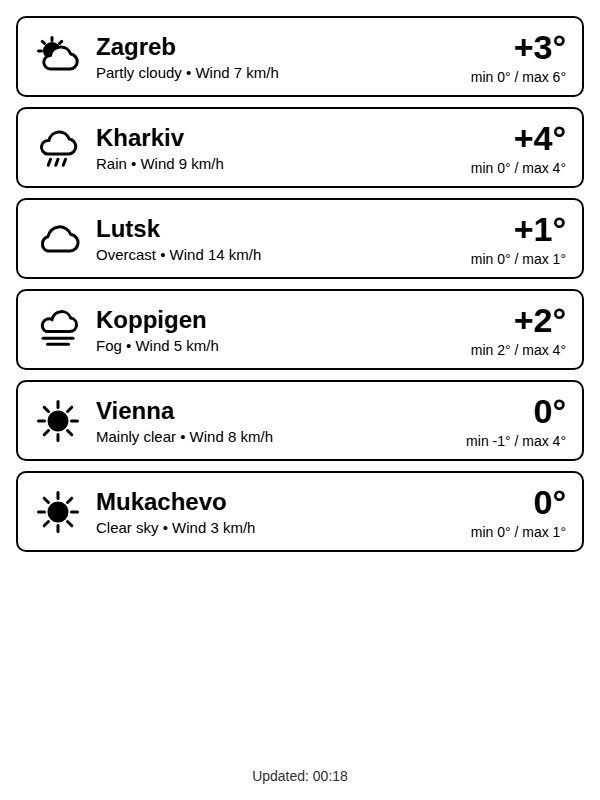 Zagreb
Partly cloudy • Wind 7 km/h
+3°
min 0° / max 6°
Kharkiv
Rain • Wind 9 km/h
+4°
min 0° / max 4°
Lutsk
Overcast • Wind 14 km/h
+1°
min 0° / max 1°
Koppigen
Fog • Wind 5 km/h
+2°
min 2° / max 4°
Vienna
Mainly clear • Wind 8 km/h
0°
min -1° / max 4°
Mukachevo
Clear sky • Wind 3 km/h
0°
min 0° / max 1°
Updated: 00:18